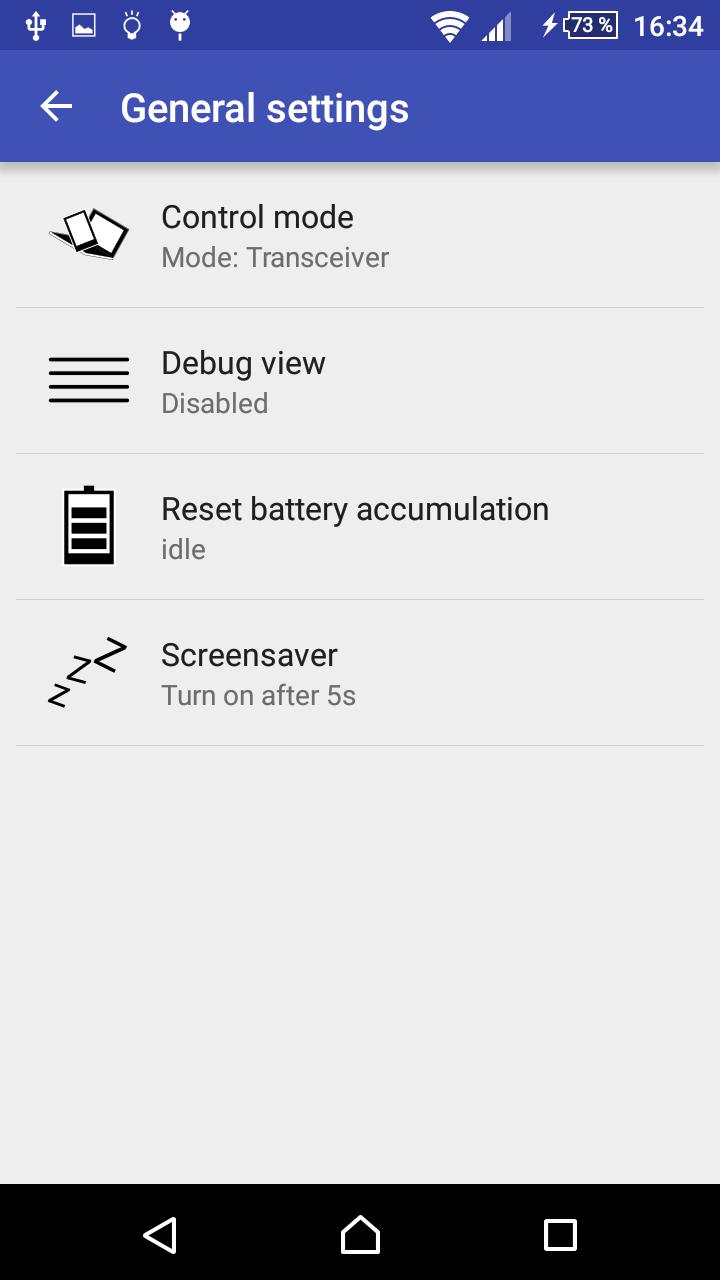 73 % 16:34
General settings
Control mode
Mode: Transceiver
Debug view
Disabled
Reset battery accumulation
idle
Screensaver
Turn on after 5s